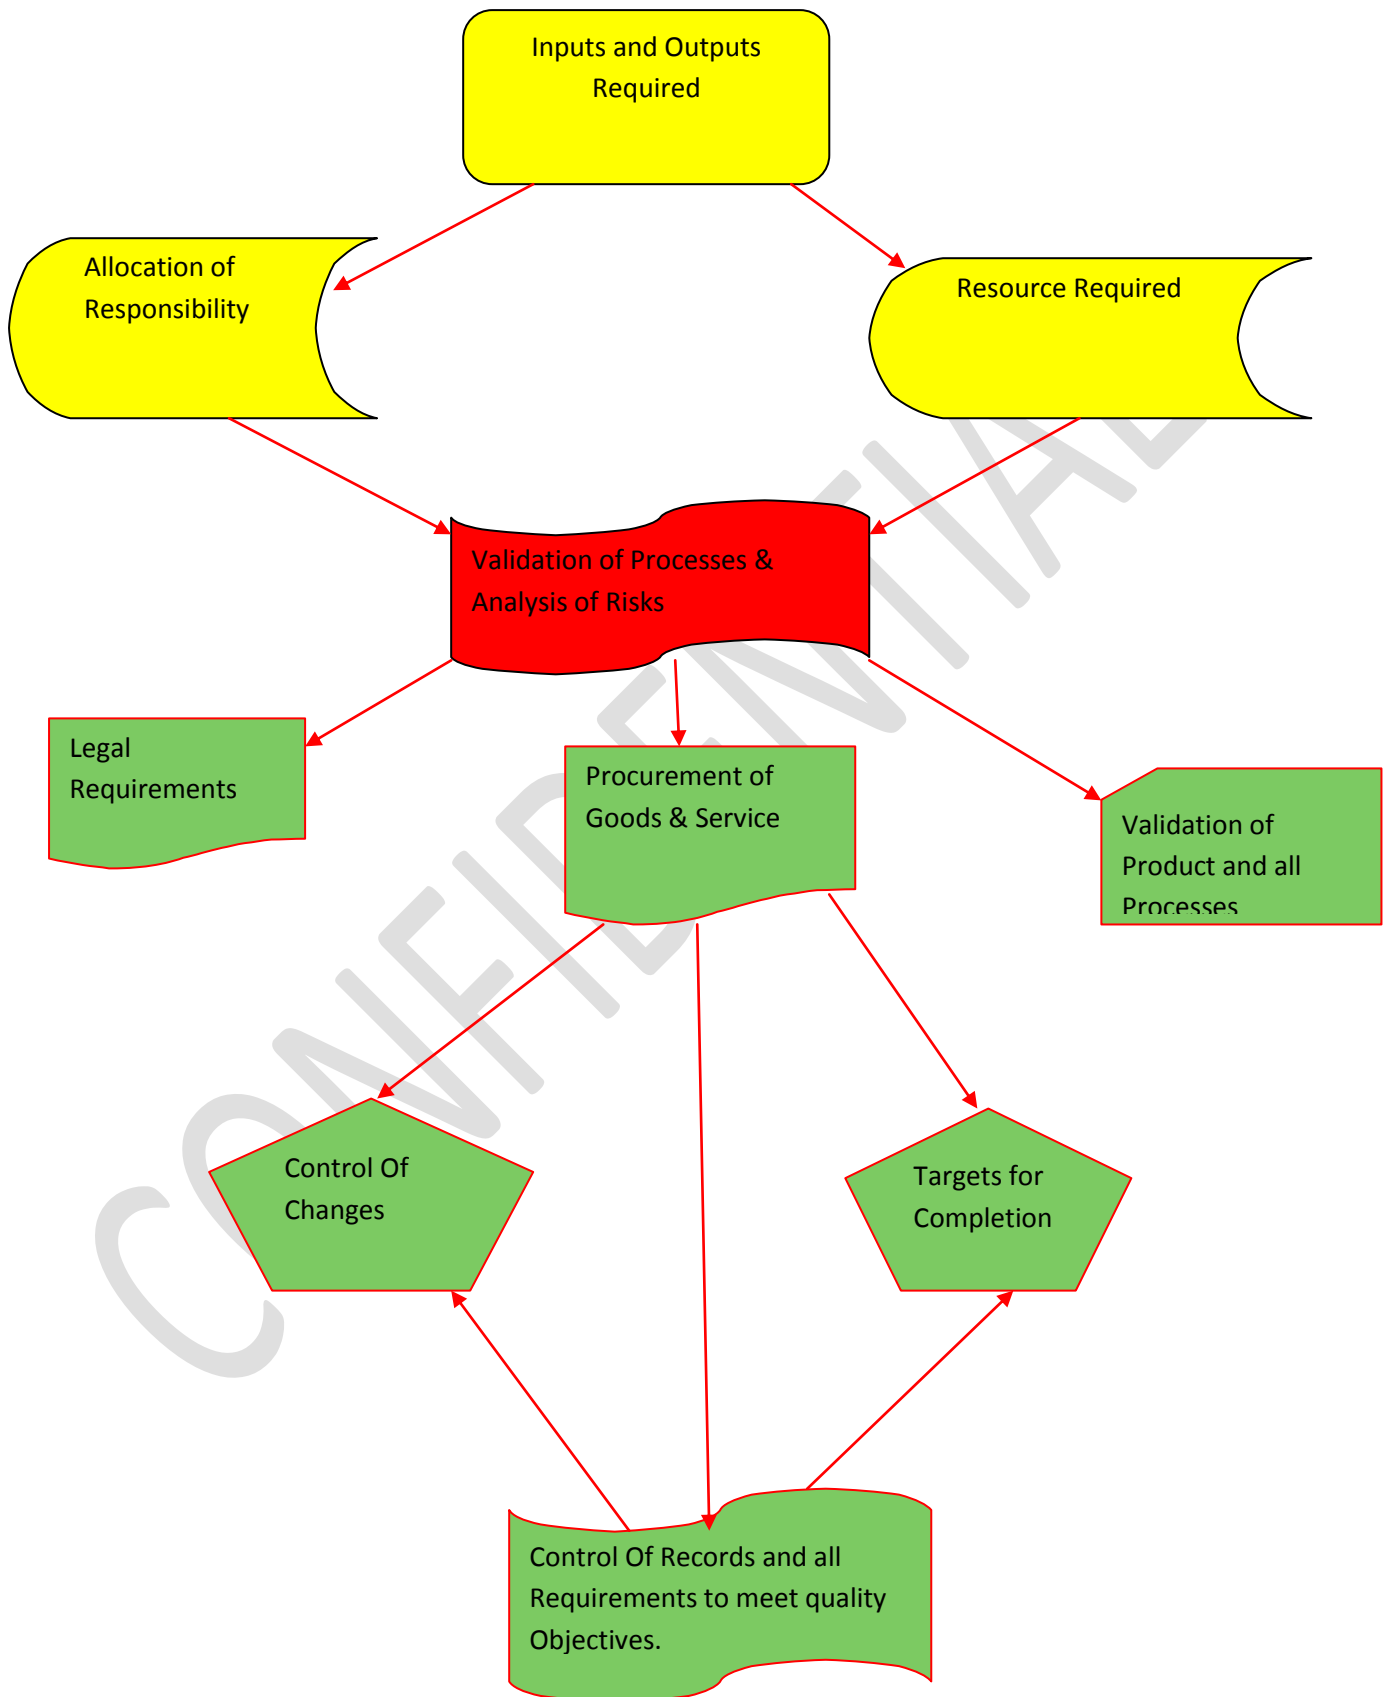 Inputs and Outputs
Required
Allocation of
Responsibility
Resource Required
Validation of Processes &
Analysis of Risks
Legal
Requirements
Procurement of
Goods & Service
Validation of
Product and all
Processes
Control Of
Changes
Targets for
Completion
Control Of Records and all
Requirements to meet quality
Objectives.
CONFIDENTIAL